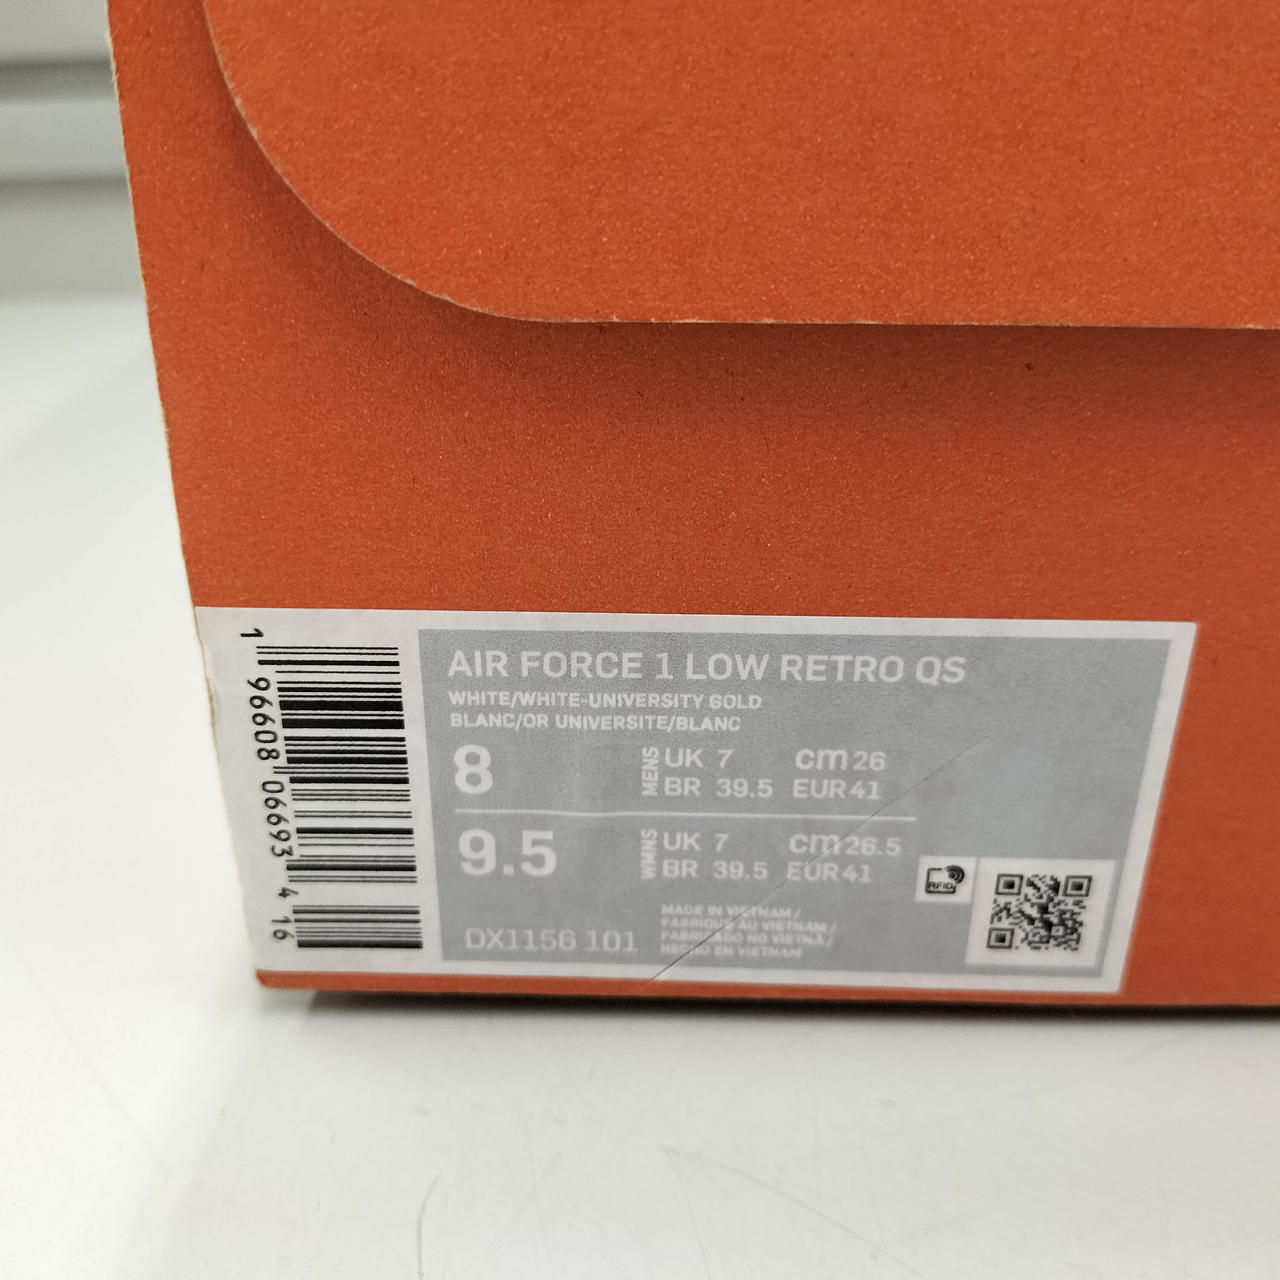 1 96608 06693 4 16
AIR FORCE 1 LOW RETRO QS
WHITE/WHITE-UNIVERSITY GOLD
BLANC/OR UNIVERSITE/BLANC
8 MENS UK 7 cm 26
BR 39.5 EUR 41
9.5 WMNS UK 7 cm 26.5
BR 39.5 EUR 41
RFID
DX1156 101
MADE IN VIETNAM /
FABRIQUE AU VIETNAM /
FABRICADO NO VIETNÃ /
HECHO EN VIETNAM